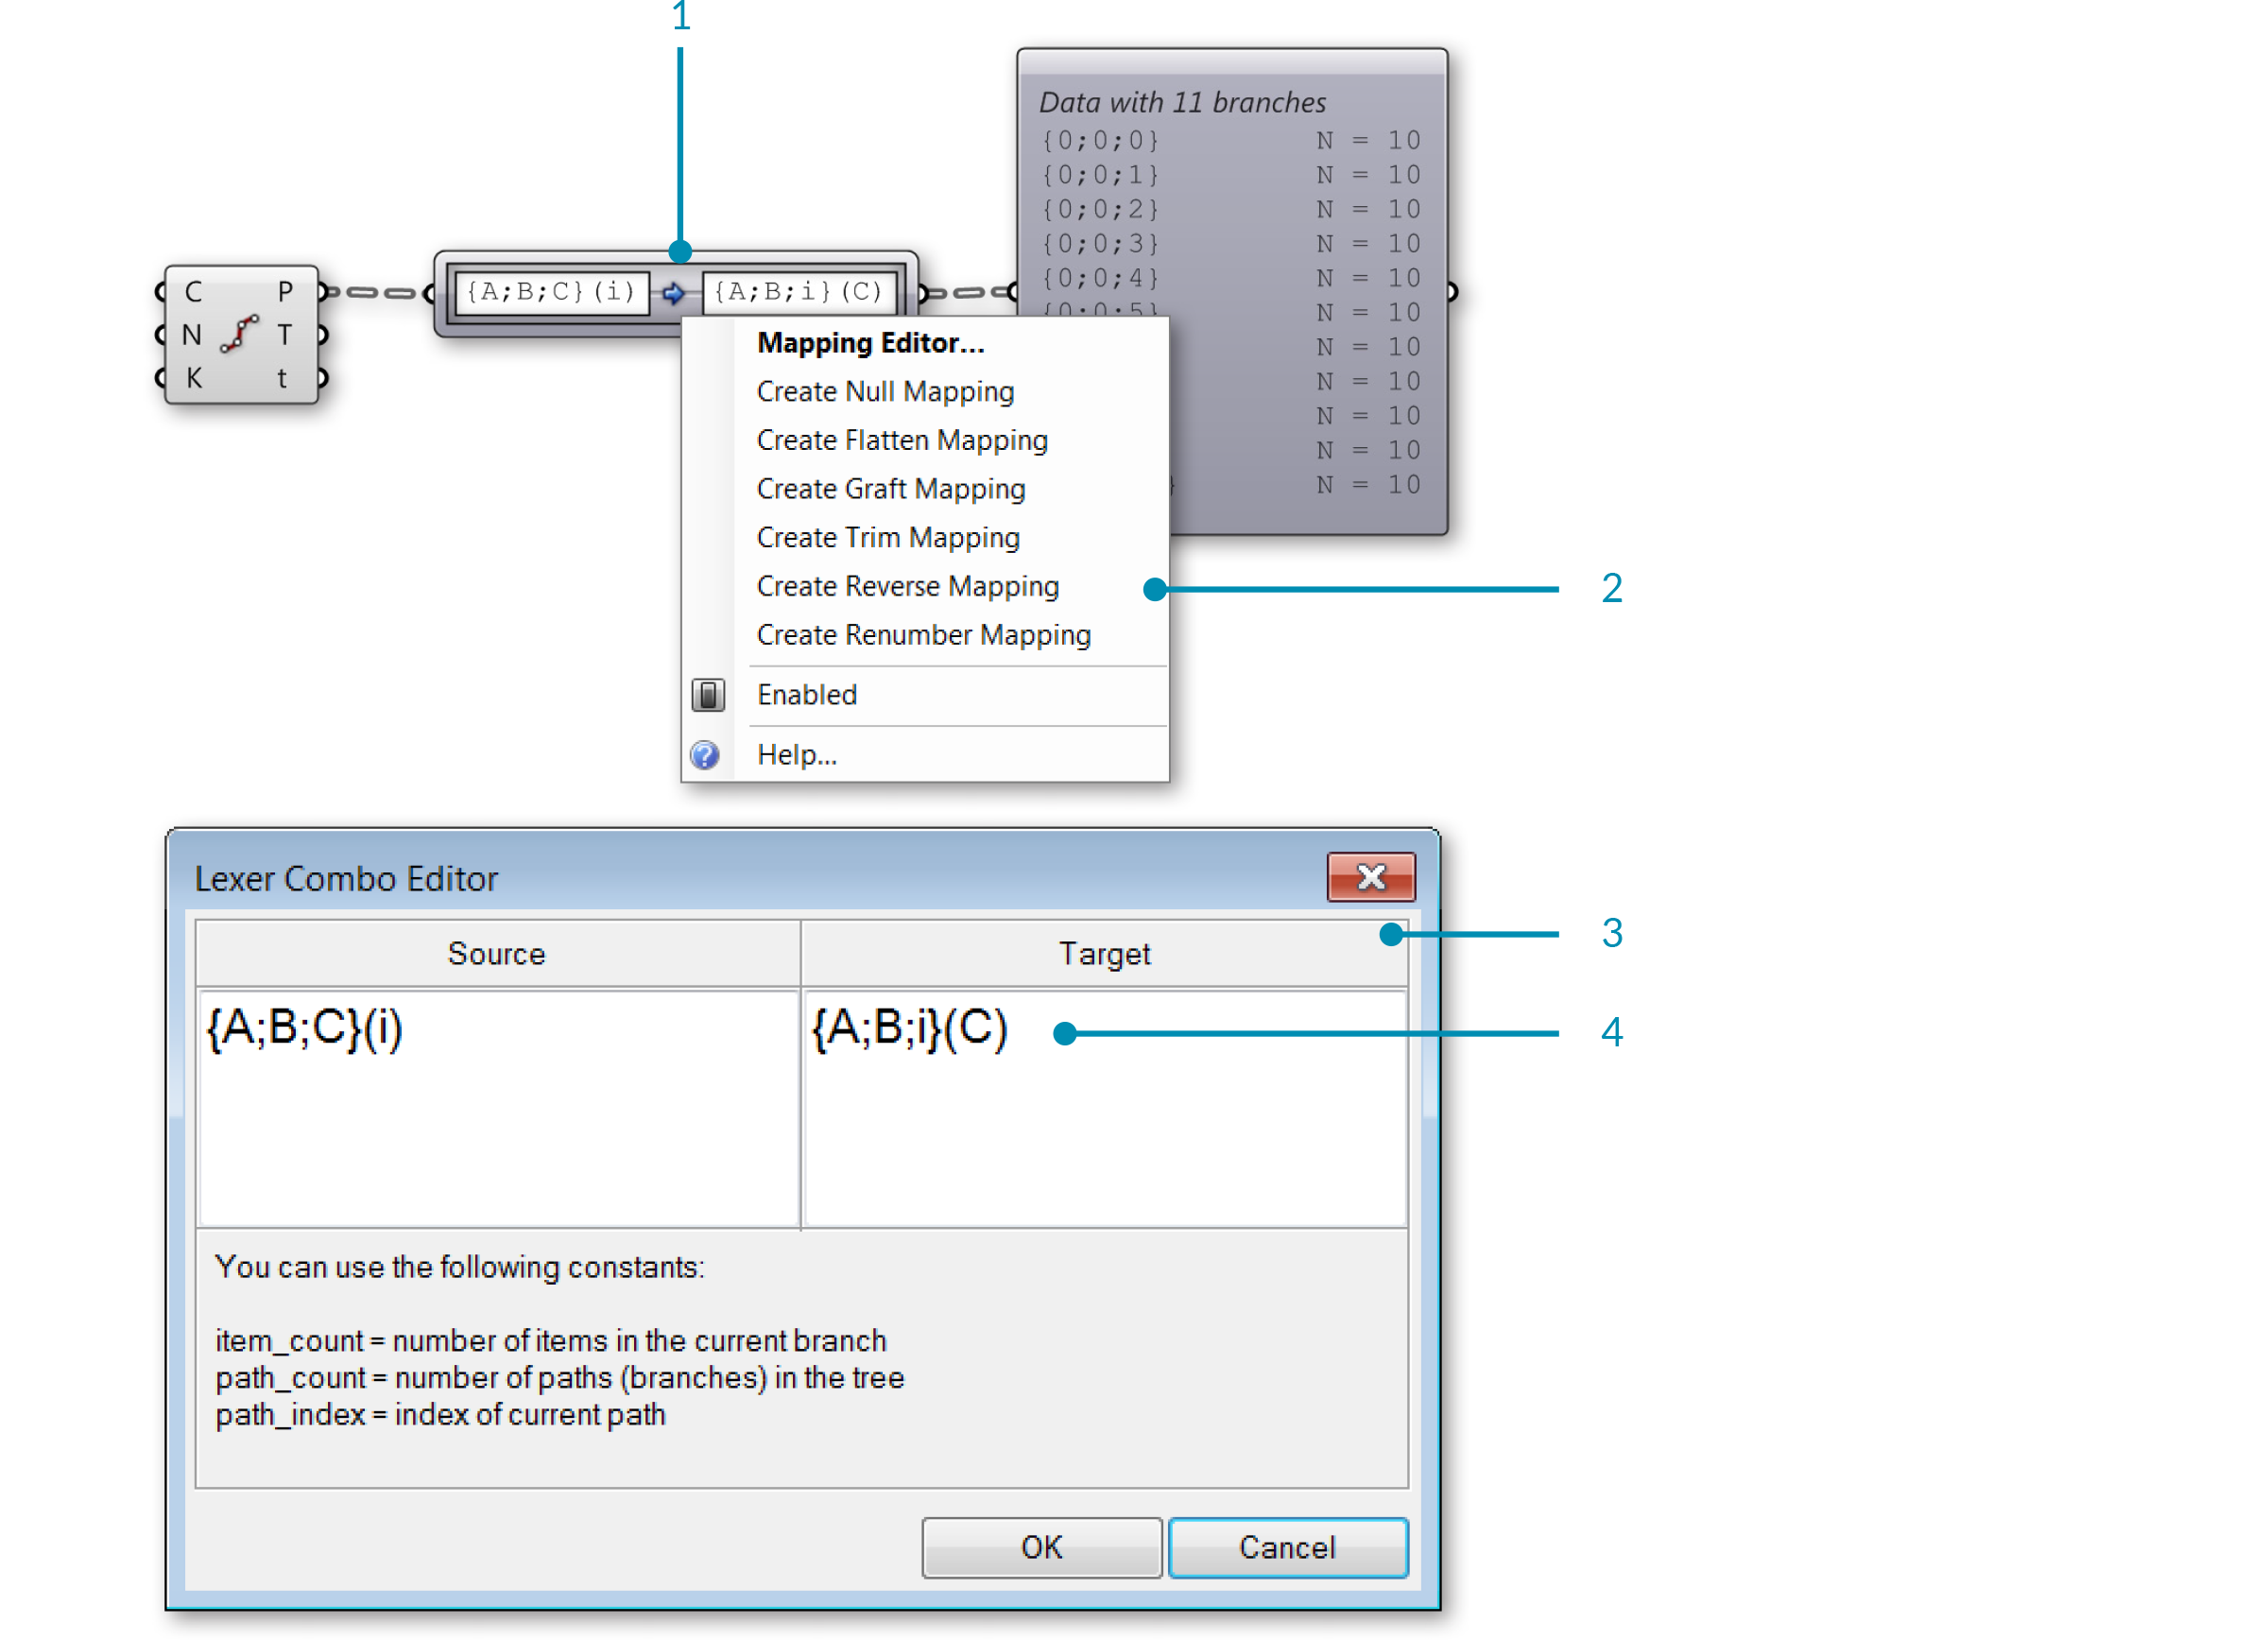 1
C P
N T
K t
{A;B;C}(i) {A;B;i}(C)
Data with 11 branches
{0;0;0} N = 10
{0;0;1} N = 10
{0;0;2} N = 10
{0;0;3} N = 10
{0;0;4} N = 10
{0;0;5} N = 10
N = 10
N = 10
N = 10
N = 10
} N = 10
Mapping Editor...
Create Null Mapping
Create Flatten Mapping
Create Graft Mapping
Create Trim Mapping
Create Reverse Mapping
2
Create Renumber Mapping
Enabled
Help...
Lexer Combo Editor
3
Source Target
{A;B;C}(i) {A;B;i}(C)
4
You can use the following constants:
item_count = number of items in the current branch
path_count = number of paths (branches) in the tree
path_index = index of current path
OK Cancel